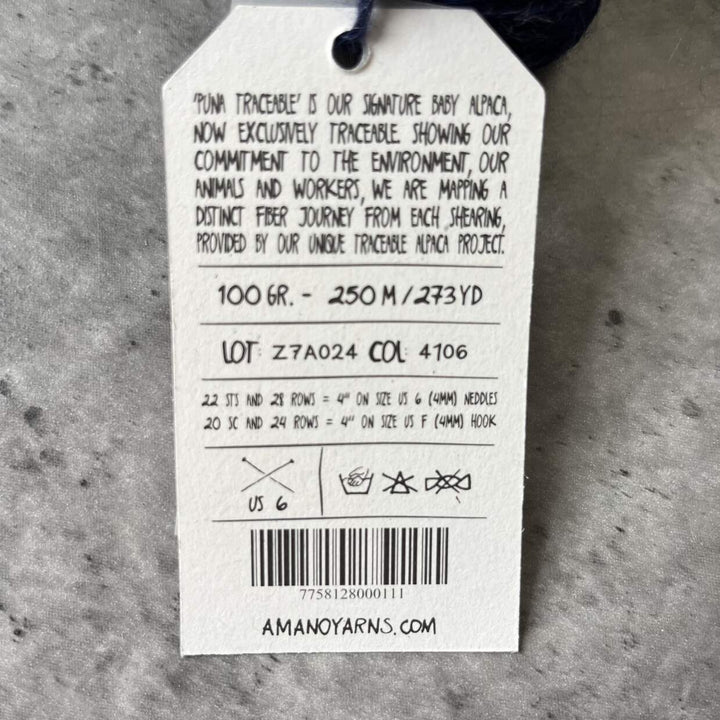 'PUNA TRACEABLE' IS OUR SIGNATURE BABY ALPACA,
NOW EXCLUSIVELY TRACEABLE. SHOWING OUR
COMMITMENT TO THE ENVIRONMENT, OUR
ANIMALS AND WORKERS, WE ARE MAPPING A
DISTINCT FIBER JOURNEY FROM EACH SHEARING,
PROVIDED BY OUR UNIQUE TRACEABLE ALPACA PROJECT.
100 GR. - 250 M / 273 YD
LOT: Z7A024 COL: 4106
22 STS AND 28 ROWS = 4" ON SIZE US 6 (4MM) NEDDLES
20 SC AND 24 ROWS = 4" ON SIZE US F (4MM) HOOK
US 6
7758128000111
AMANOYARNS.COM